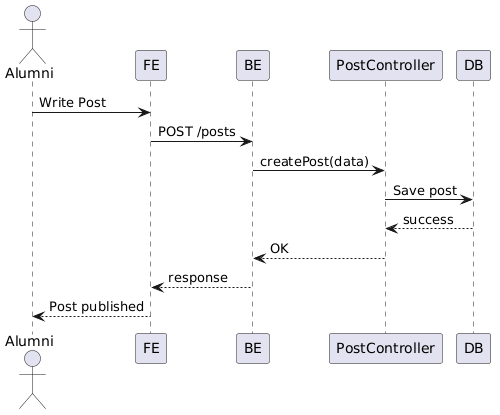 Alumni
FE
BE
PostController
DB
Write Post
POST /posts
createPost(data)
Save post
success
OK
response
Post published
Alumni
FE
BE
PostController
DB